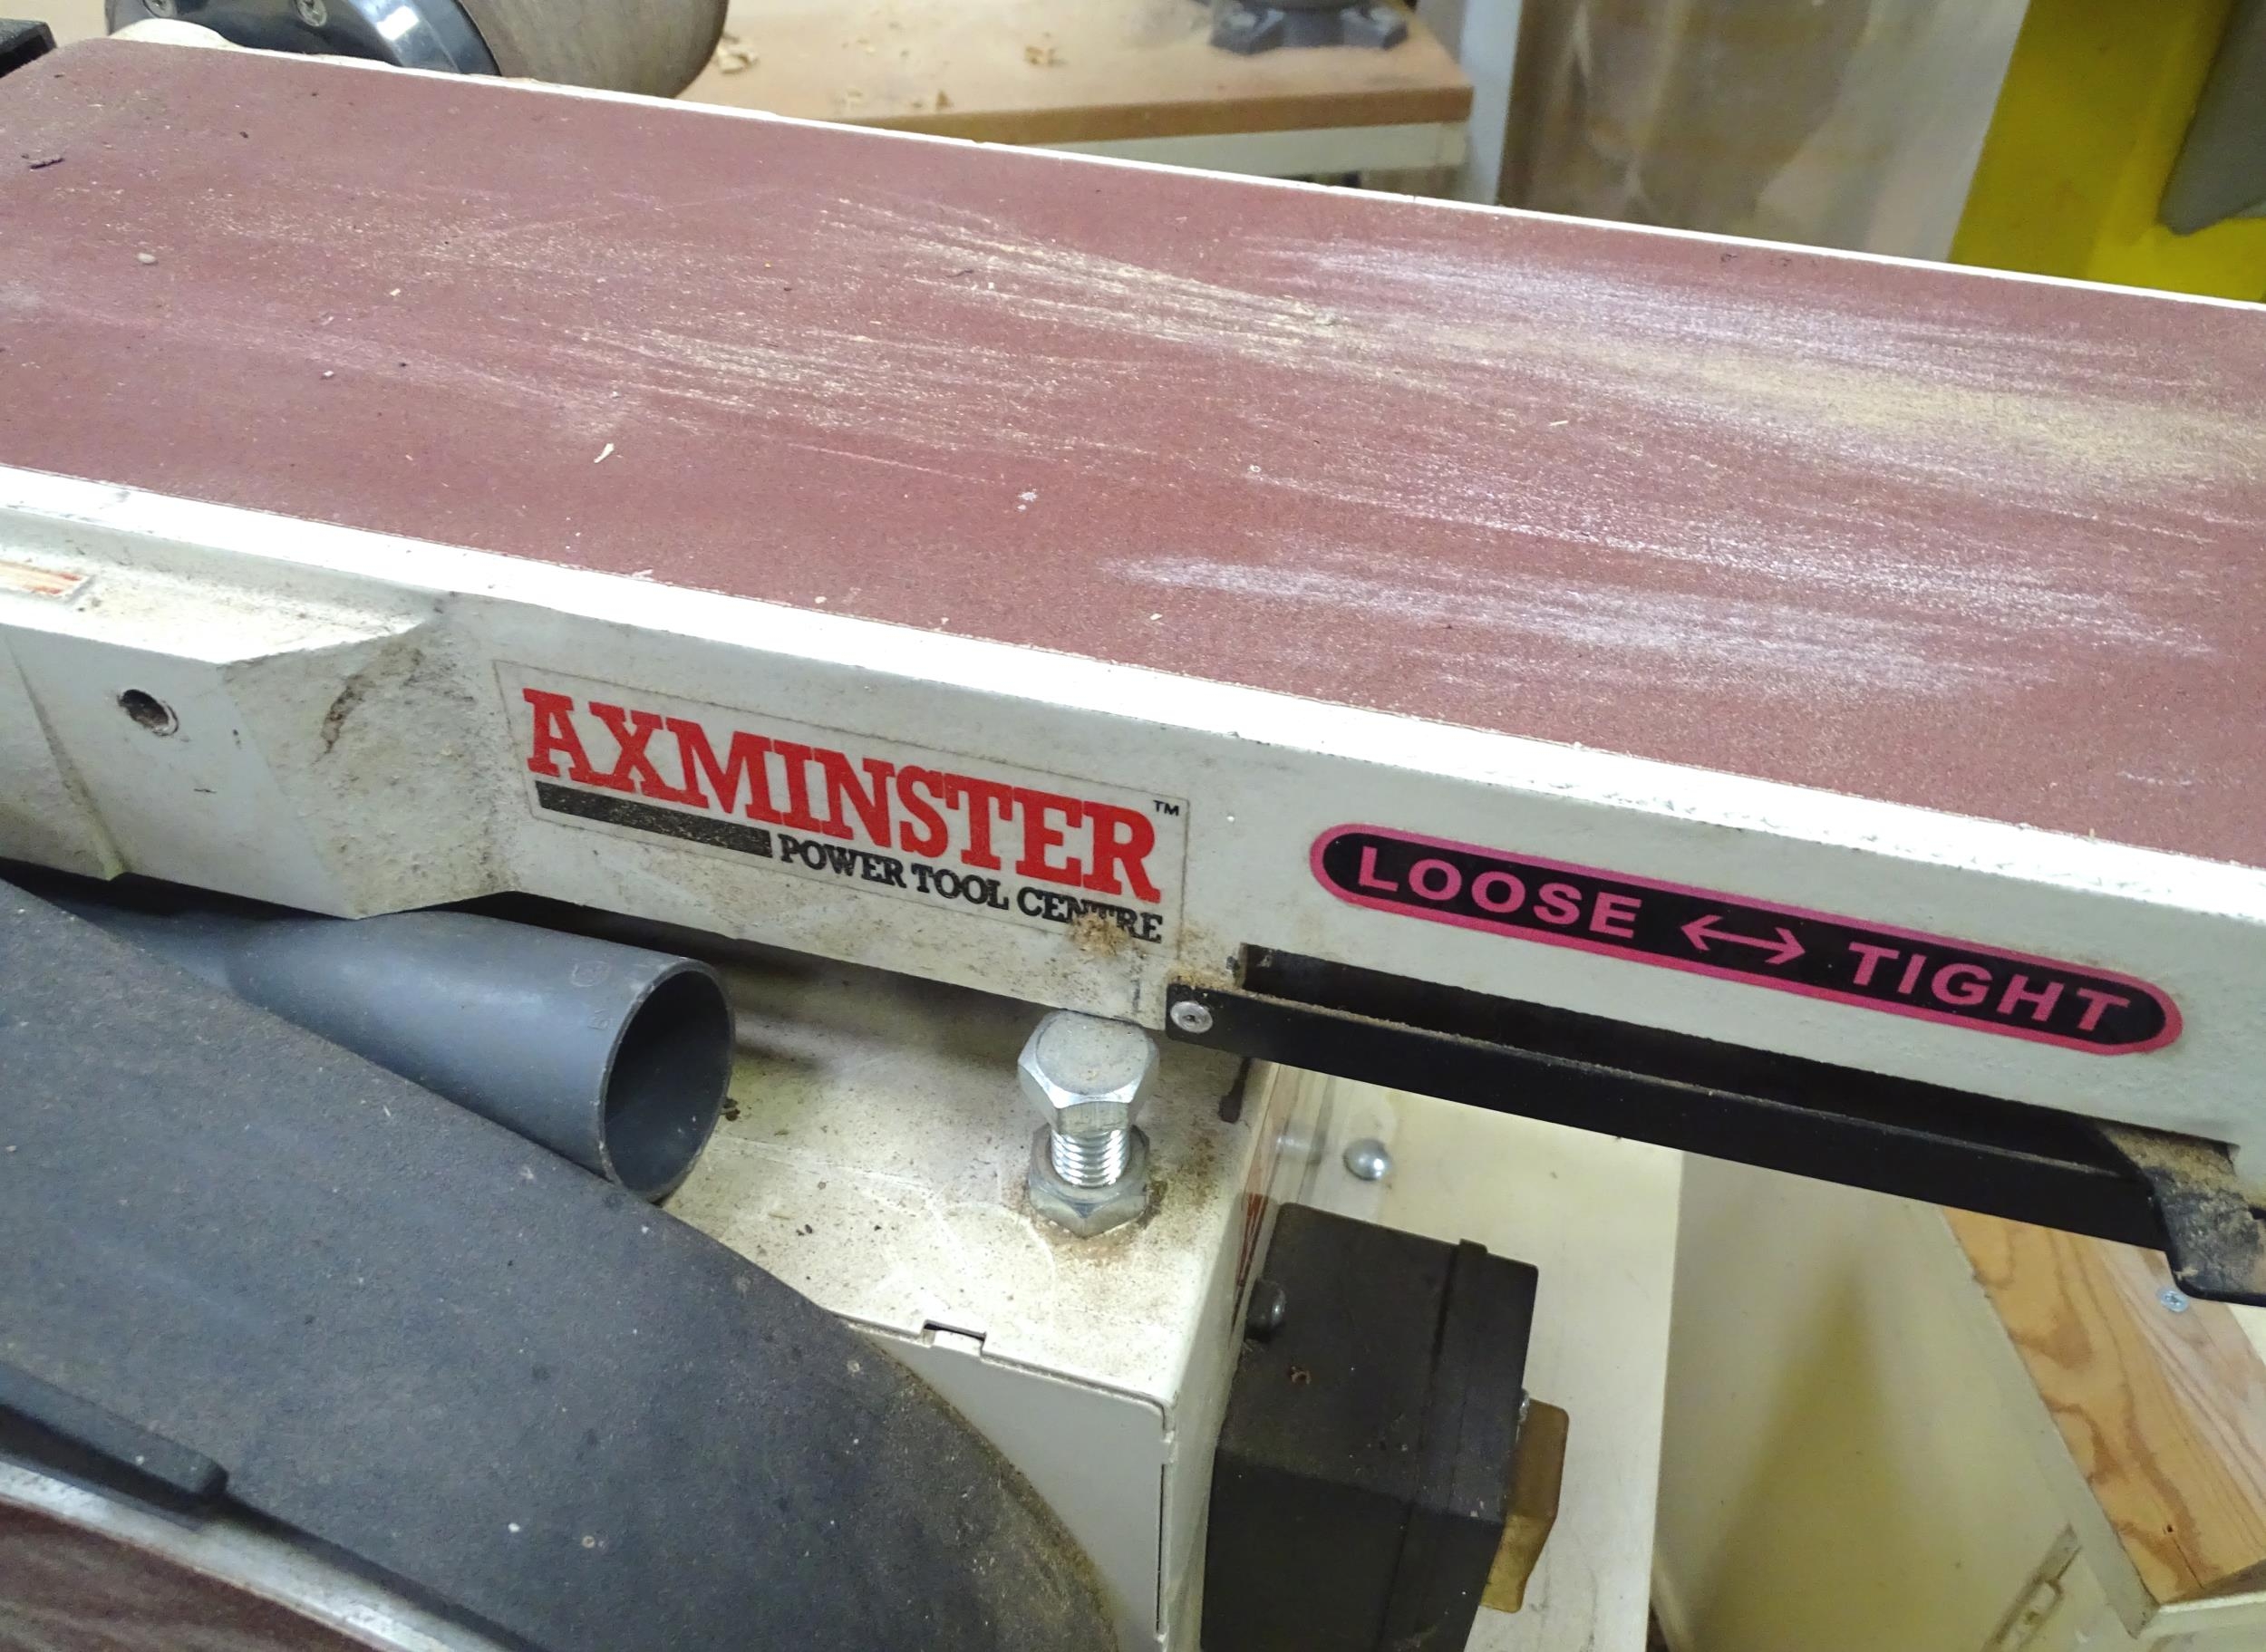 AXMINSTER™
POWER TOOL CENTRE
LOOSE ↔ TIGHT